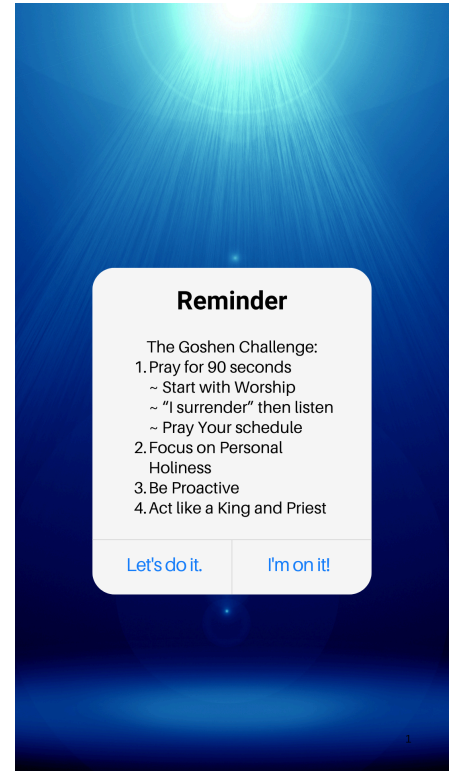 Reminder
The Goshen Challenge:
1. Pray for 90 seconds
~ Start with Worship
~ “I surrender” then listen
~ Pray Your schedule
2. Focus on Personal
Holiness
3. Be Proactive
4. Act like a King and Priest
Let's do it.
I'm on it!
1